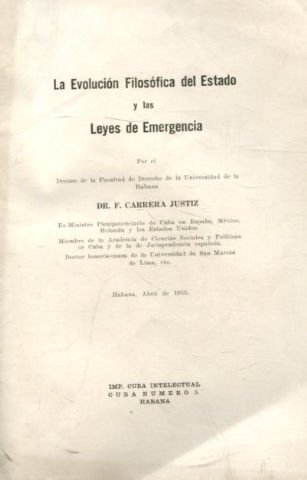 La Evolución Filosófica del Estado
y las
Leyes de Emergencia
Por el
Decano de la Facultad de Derecho de la Universidad de la
Habana
DR. F. CARRERA JUSTIZ
Ex-Ministro Plenipotenciario de Cuba en España, México,
Holanda y los Estados Unidos.
Miembro de la Academia de Ciencias Sociales y Políticas
de Cuba y de la de Jurisprudencia española.
Doctor honoris-causa de la Universidad de San Marcos
de Lima, etc.
Habana, Abril de 1935.
IMP. CUBA INTELECTUAL
CUBA NUMERO 5
HABANA